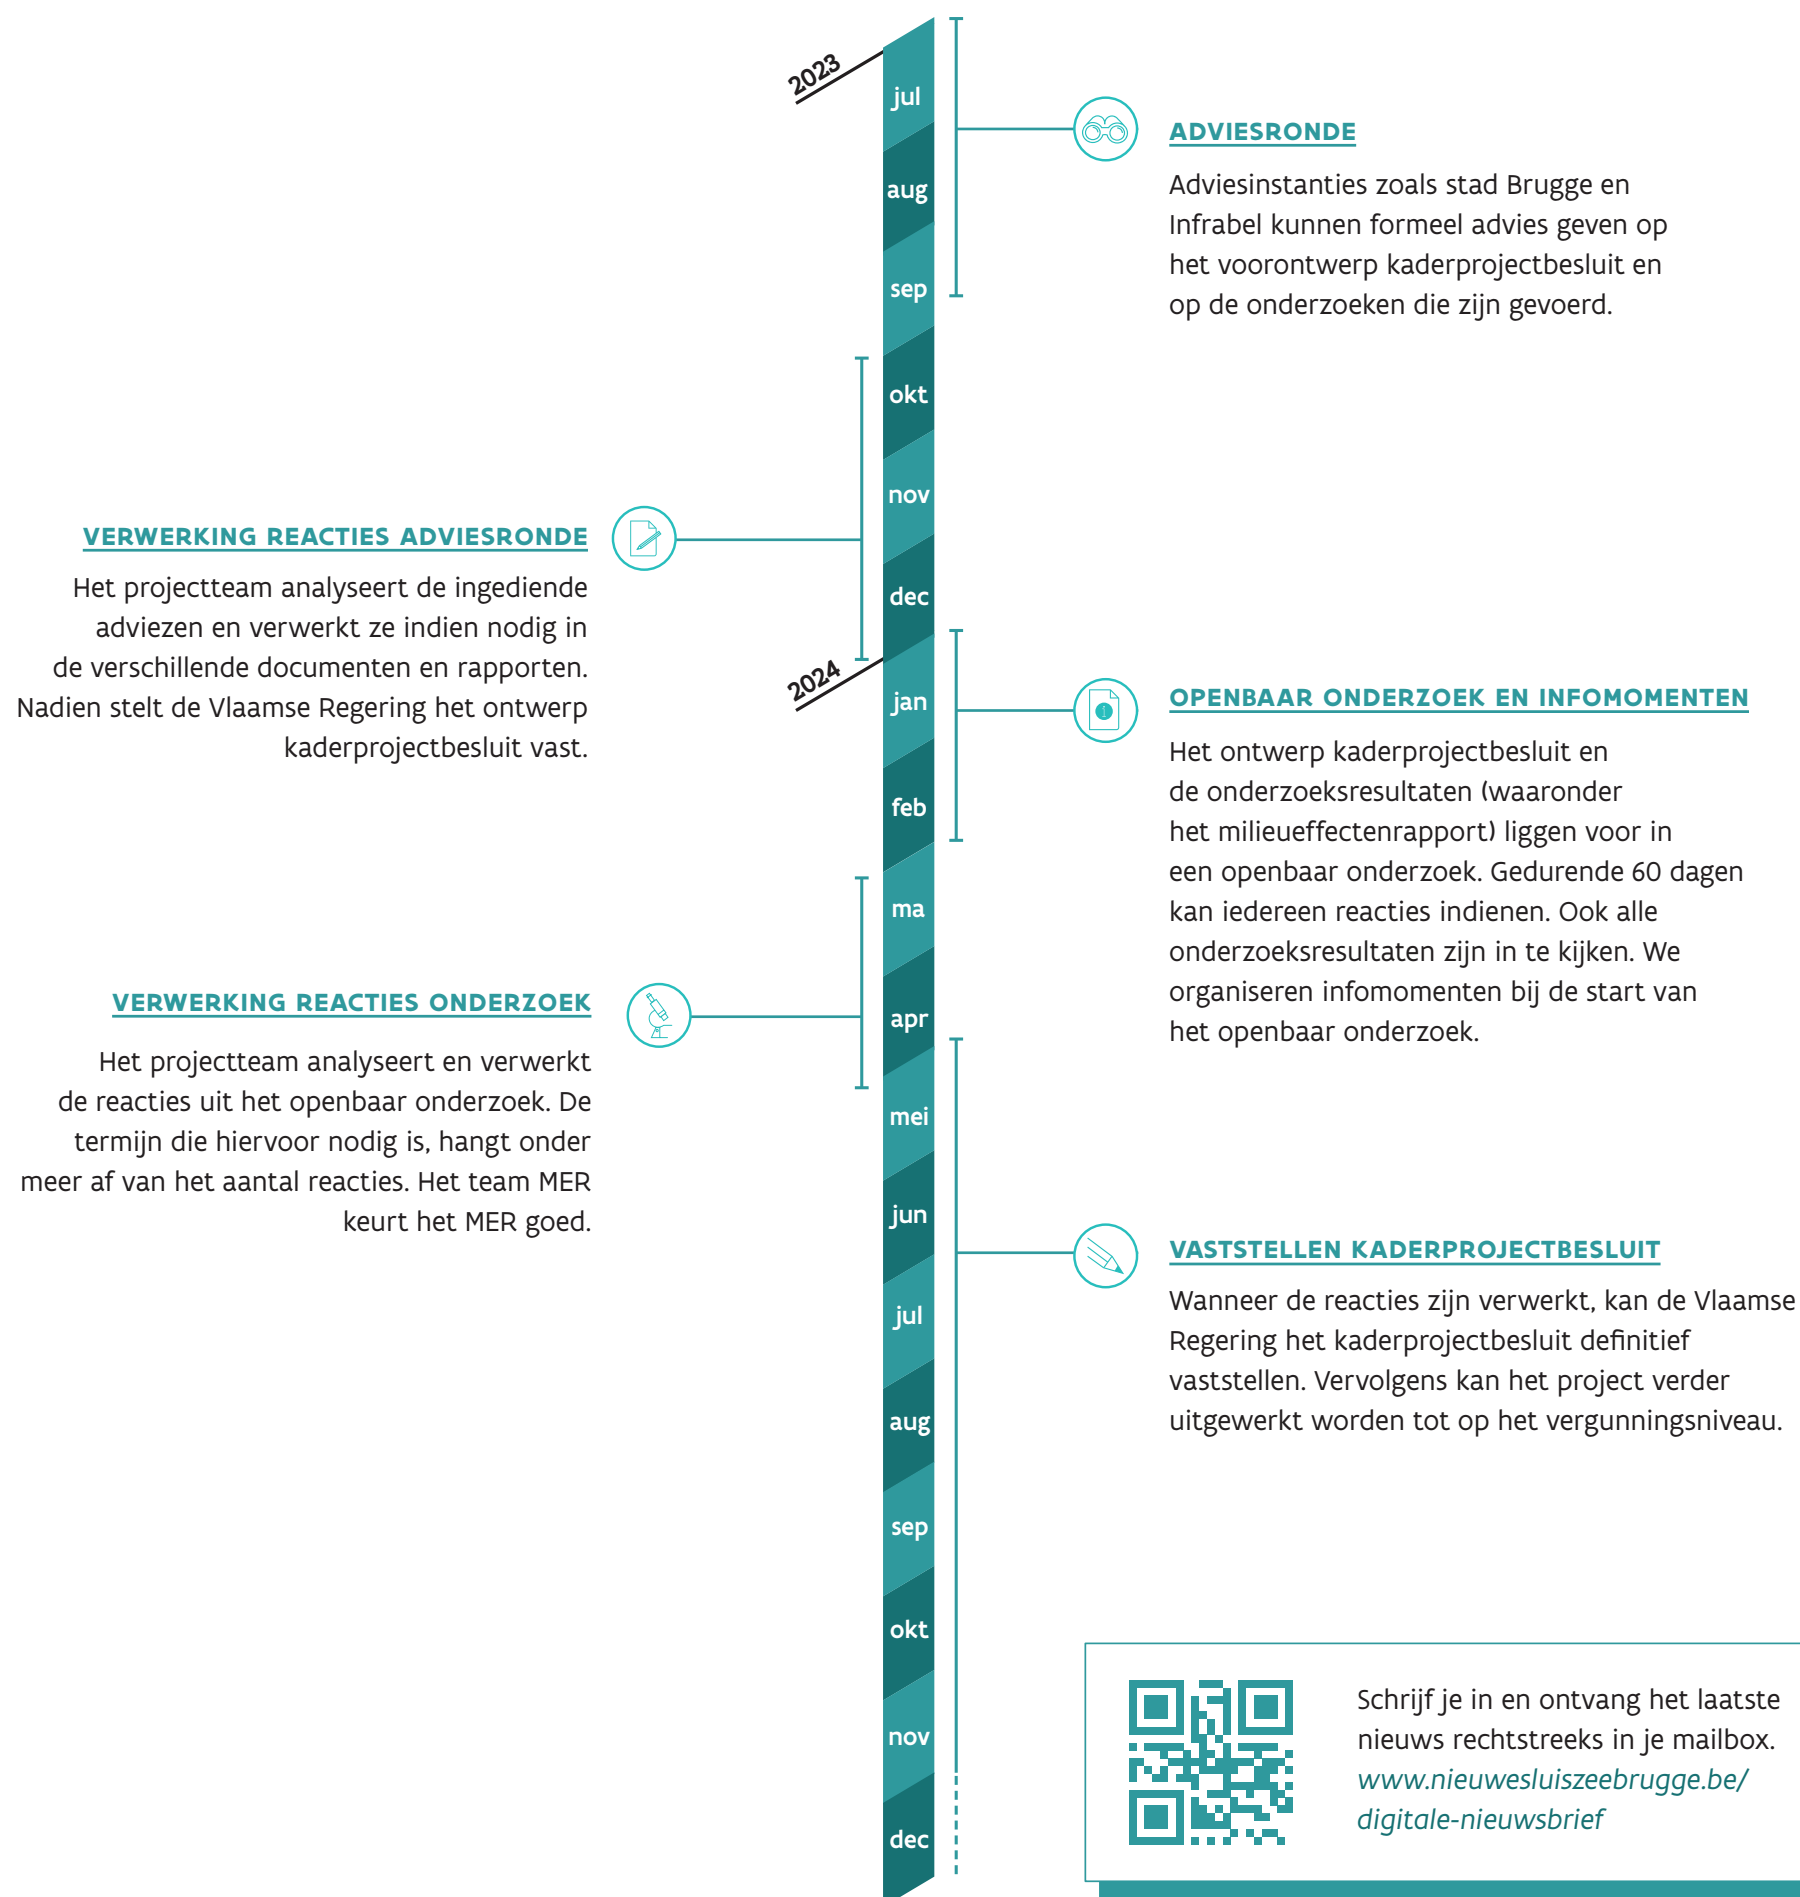 2023
jul
aug
sep
okt
nov
dec
2024
jan
feb
ma
apr
mei
jun
jul
aug
sep
okt
nov
dec
ADVIESRONDE
Adviesinstanties zoals stad Brugge en
Infrabel kunnen formeel advies geven op
het voorontwerp kaderprojectbesluit en
op de onderzoeken die zijn gevoerd.
VERWERKING REACTIES ADVIESRONDE
Het projectteam analyseert de ingediende
adviezen en verwerkt ze indien nodig in
de verschillende documenten en rapporten.
Nadien stelt de Vlaamse Regering het ontwerp
kaderprojectbesluit vast.
OPENBAAR ONDERZOEK EN INFOMOMENTEN
Het ontwerp kaderprojectbesluit en
de onderzoeksresultaten (waaronder
het milieueffectenrapport) liggen voor in
een openbaar onderzoek. Gedurende 60 dagen
kan iedereen reacties indienen. Ook alle
onderzoeksresultaten zijn in te kijken. We
organiseren infomomenten bij de start van
het openbaar onderzoek.
VERWERKING REACTIES ONDERZOEK
Het projectteam analyseert en verwerkt
de reacties uit het openbaar onderzoek. De
termijn die hiervoor nodig is, hangt onder
meer af van het aantal reacties. Het team MER
keurt het MER goed.
VASTSTELLEN KADERPROJECTBESLUIT
Wanneer de reacties zijn verwerkt, kan de Vlaamse
Regering het kaderprojectbesluit definitief
vaststellen. Vervolgens kan het project verder
uitgewerkt worden tot op het vergunningsniveau.
Schrijf je in en ontvang het laatste
nieuws rechtstreeks in je mailbox.
www.nieuwesluiszeebrugge.be/
digitale-nieuwsbrief